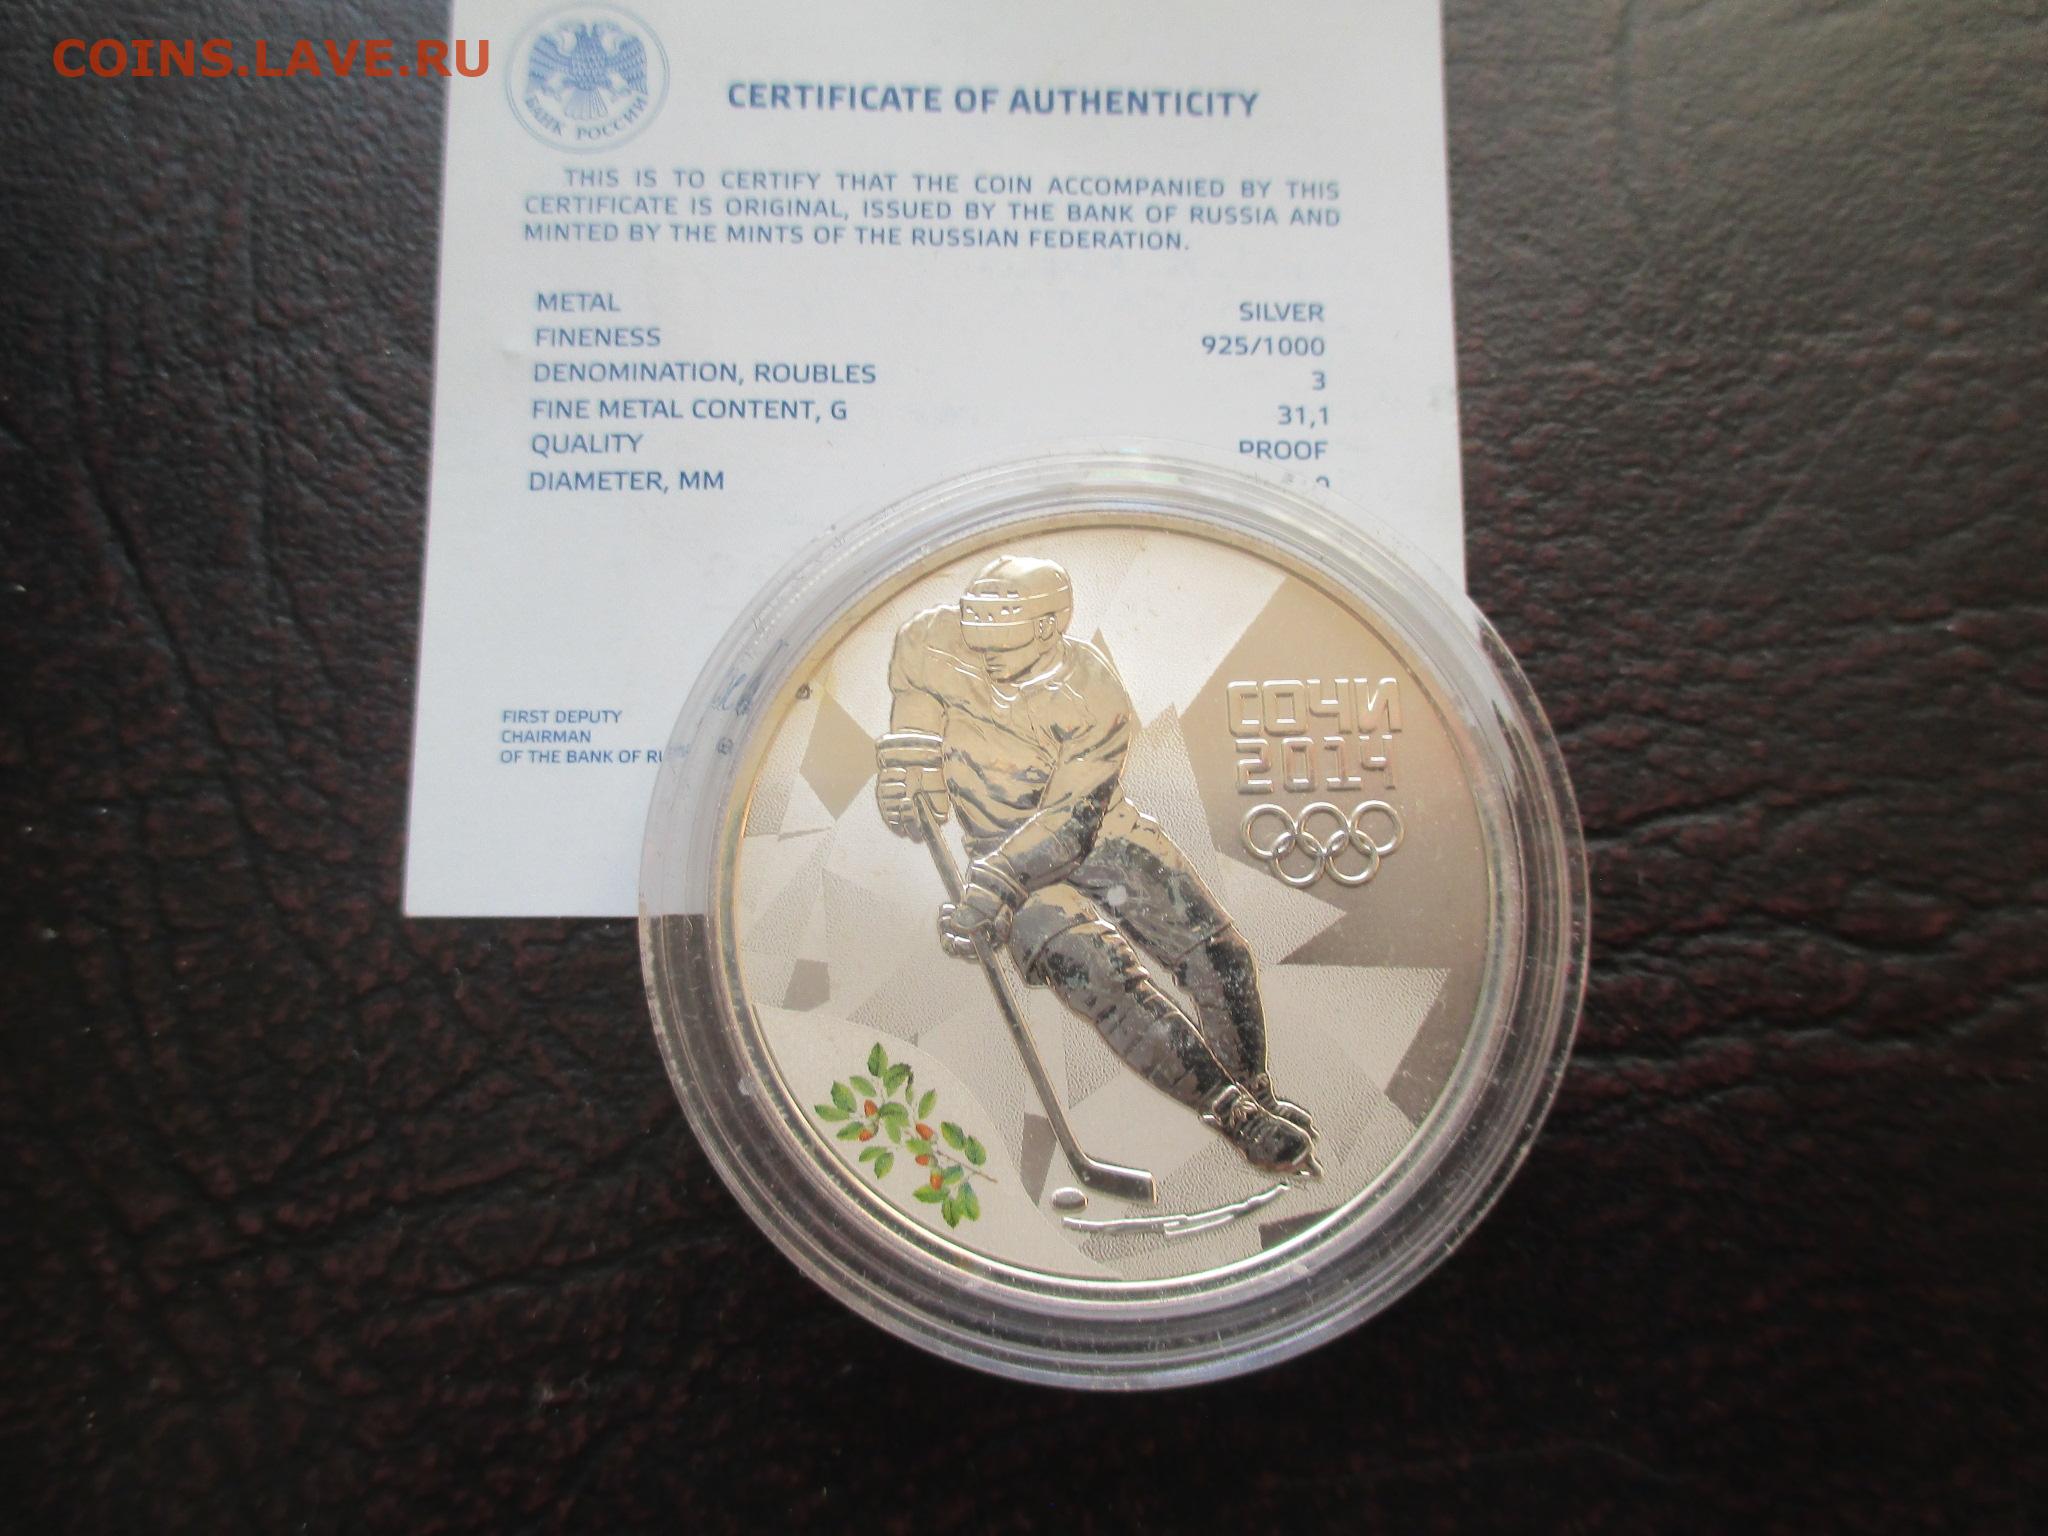 COINS.LAVE.RU
БАНК РОССИИ
CERTIFICATE OF AUTHENTICITY
THIS IS TO CERTIFY THAT THE COIN ACCOMPANIED BY THIS
CERTIFICATE IS ORIGINAL, ISSUED BY THE BANK OF RUSSIA AND
MINTED BY THE MINTS OF THE RUSSIAN FEDERATION.
METAL SILVER
FINENESS 925/1000
DENOMINATION, ROUBLES 3
FINE METAL CONTENT, G 31,1
QUALITY PROOF
DIAMETER, MM
FIRST DEPUTY
CHAIRMAN
OF THE BANK OF RU
СОЧИ
2014